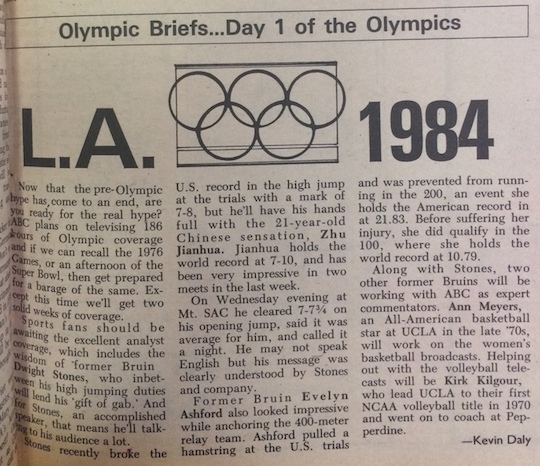 Olympic Briefs...Day 1 of the Olympics
L.A. 1984
Now that the pre-Olympic
hype has come to an end, are
you ready for the real hype?
ABC plans on televising 186
hours of Olympic coverage
and if we can recall the 1976
Games, or an afternoon of the
Super Bowl, then get prepared
for a barage of the same. Ex-
cept this time we'll get two
solid weeks of coverage.
Sports fans should be
awaiting the excellent analyst
coverage, which includes the
wisdom of former Bruin
Dwight Stones, who inbet-
ween his high jumping duties
will lend his 'gift of gab.' And
for Stones, an accomplished
speaker, that means he'll talk-
ing to his audience a lot.
Stones recently broke the
U.S. record in the high jump
at the trials with a mark of
7-8, but he'll have his hands
full with the 21-year-old
Chinese sensation, Zhu
Jianhua. Jianhua holds the
world record at 7-10, and has
been very impressive in two
meets in the last week.
On Wednesday evening at
Mt. SAC he cleared 7-7¾ on
his opening jump, said it was
average for him, and called it
a night. He may not speak
English but his message was
clearly understood by Stones
and company.
Former Bruin Evelyn
Ashford also looked impressive
while anchoring the 400-meter
relay team. Ashford pulled a
hamstring at the U.S. trials
and was prevented from runn-
ing in the 200, an event she
holds the American record in
at 21.83. Before suffering her
injury, she did qualify in the
100, where she holds the
world record at 10.79.
Along with Stones, two
other former Bruins will be
working with ABC as expert
commentators. Ann Meyers,
an All-American basketball
star at UCLA in the late '70s,
will work on the women's
basketball broadcasts. Helping
out with the volleyball tele-
casts will be Kirk Kilgour,
who lead UCLA to their first
NCAA volleyball title in 1970
and went on to coach at Pep-
perdine.
—Kevin Daly